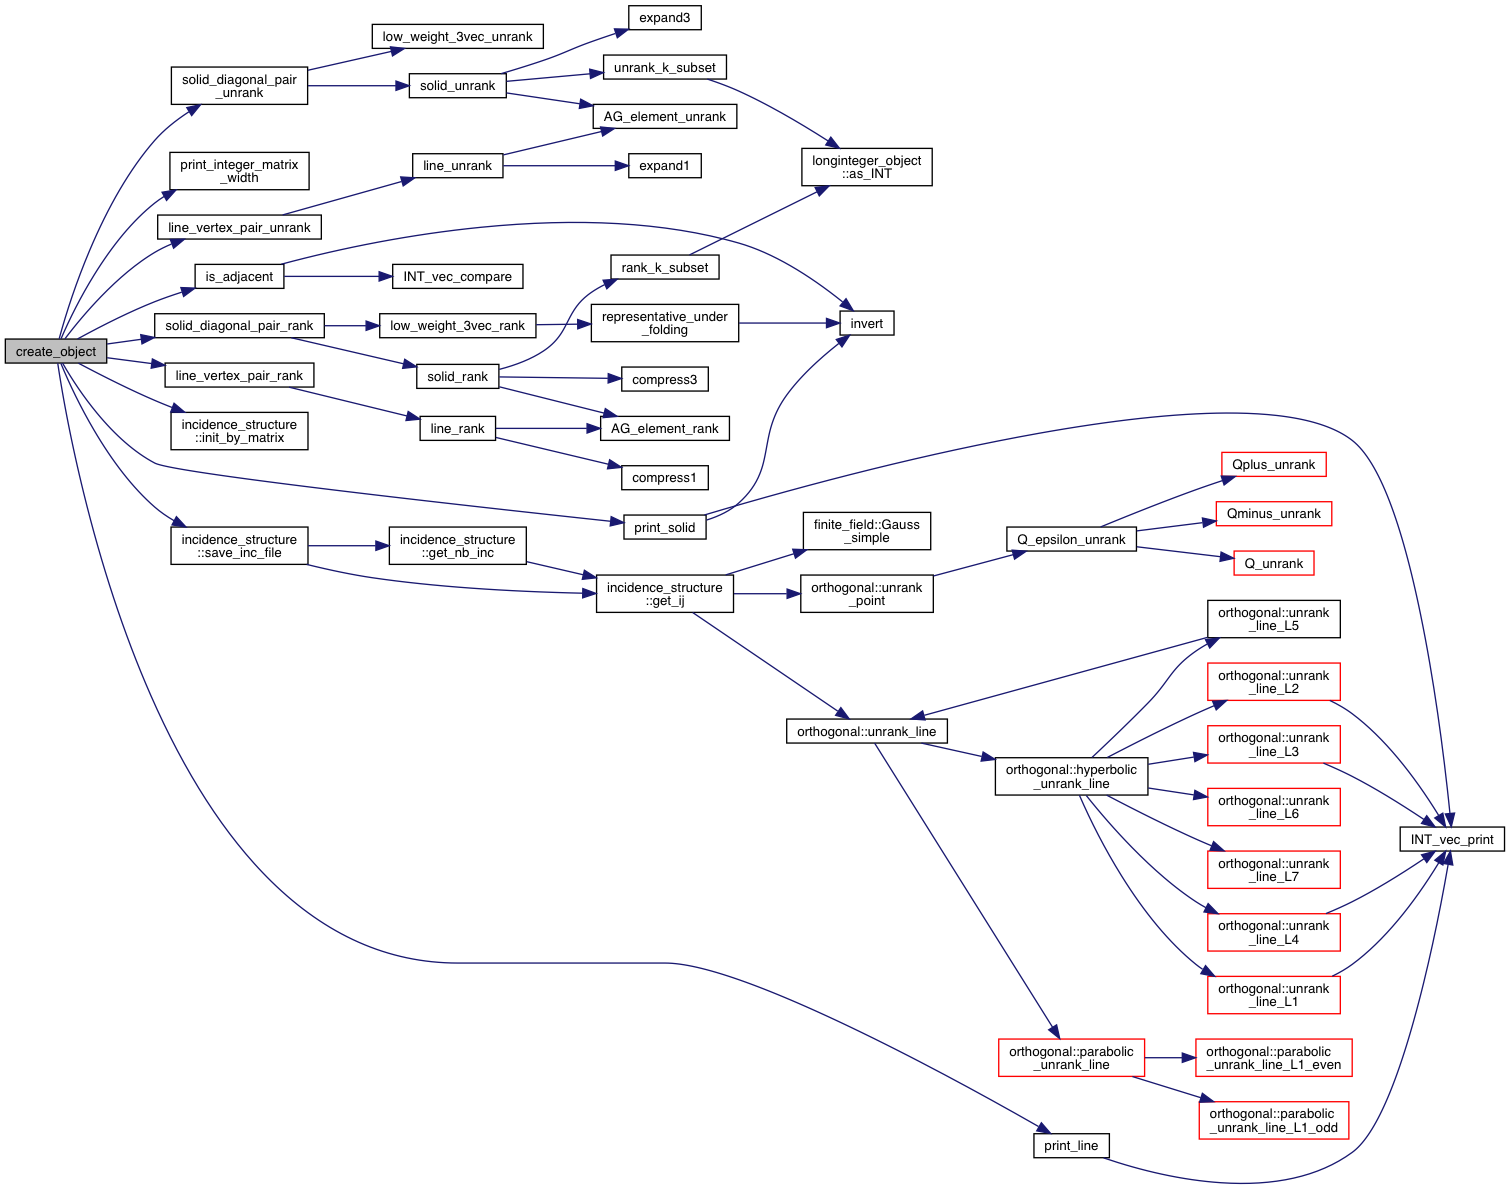 create_object
solid_diagonal_pair
_unrank
print_integer_matrix
_width
line_vertex_pair_unrank
is_adjacent
solid_diagonal_pair_rank
line_vertex_pair_rank
incidence_structure
::init_by_matrix
incidence_structure
::save_inc_file
low_weight_3vec_unrank
solid_unrank
line_unrank
INT_vec_compare
low_weight_3vec_rank
solid_rank
line_rank
incidence_structure
::get_nb_inc
expand3
unrank_k_subset
AG_element_unrank
expand1
rank_k_subset
representative_under
_folding
compress3
AG_element_rank
compress1
print_solid
incidence_structure
::get_ij
longinteger_object
::as_INT
invert
finite_field::Gauss
_simple
orthogonal::unrank
_point
orthogonal::unrank_line
Q_epsilon_unrank
orthogonal::hyperbolic
_unrank_line
orthogonal::parabolic
_unrank_line
print_line
Qplus_unrank
Qminus_unrank
Q_unrank
orthogonal::unrank
_line_L5
orthogonal::unrank
_line_L2
orthogonal::unrank
_line_L3
orthogonal::unrank
_line_L6
orthogonal::unrank
_line_L7
orthogonal::unrank
_line_L4
orthogonal::unrank
_line_L1
orthogonal::parabolic
_unrank_line_L1_even
orthogonal::parabolic
_unrank_line_L1_odd
INT_vec_print